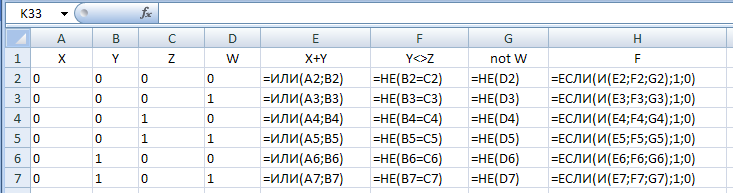 K33 fx
A B C D E F G H
1 X Y Z W X+Y Y<>Z not W F
2 0 0 0 0 =ИЛИ(A2;B2) =НЕ(B2=C2) =НЕ(D2) =ЕСЛИ(И(E2;F2;G2);1;0)
3 0 0 0 1 =ИЛИ(A3;B3) =НЕ(B3=C3) =НЕ(D3) =ЕСЛИ(И(E3;F3;G3);1;0)
4 0 0 1 0 =ИЛИ(A4;B4) =НЕ(B4=C4) =НЕ(D4) =ЕСЛИ(И(E4;F4;G4);1;0)
5 0 0 1 1 =ИЛИ(A5;B5) =НЕ(B5=C5) =НЕ(D5) =ЕСЛИ(И(E5;F5;G5);1;0)
6 0 1 0 0 =ИЛИ(A6;B6) =НЕ(B6=C6) =НЕ(D6) =ЕСЛИ(И(E6;F6;G6);1;0)
7 0 1 0 1 =ИЛИ(A7;B7) =НЕ(B7=C7) =НЕ(D7) =ЕСЛИ(И(E7;F7;G7);1;0)